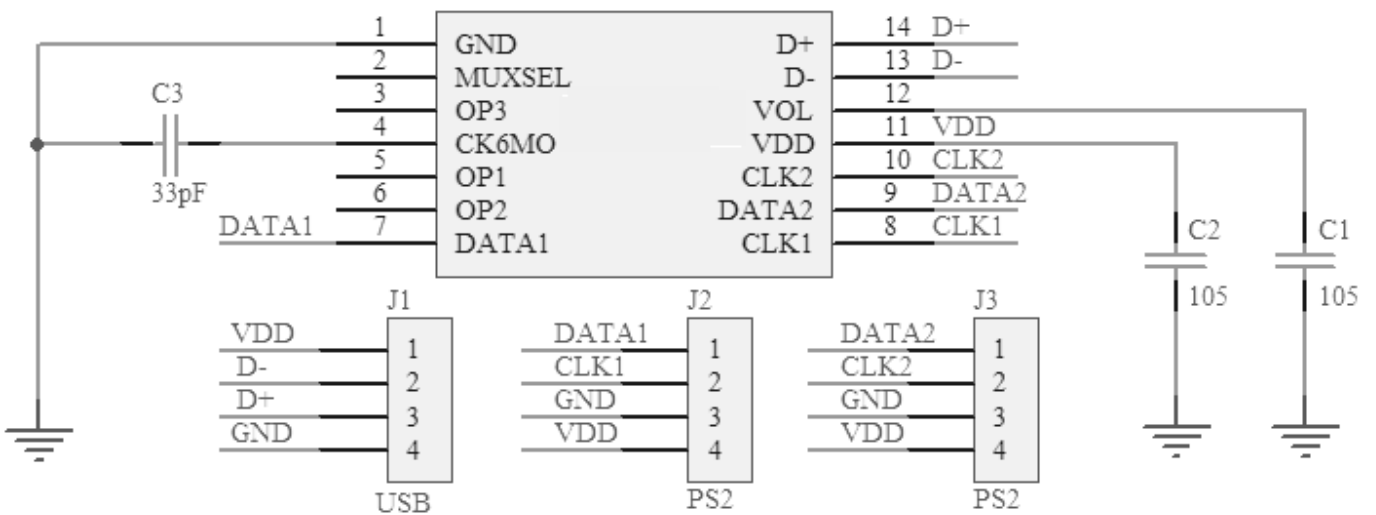 1 GND D+ 14 D+
2 MUXSEL D- 13 D-
3 OP3 VOL 12
C3
4 CK6MO VDD 11 VDD
5 OP1 CLK2 10 CLK2
33pF
6 OP2 DATA2 9 DATA2
DATA1 7 DATA1 CLK1 8 CLK1
C2 C1
105 105
J1 J2 J3
VDD 1 DATA1 1 DATA2 1
D- 2 CLK1 2 CLK2 2
D+ 3 GND 3 GND 3
GND 4 VDD 4 VDD 4
USB PS2 PS2